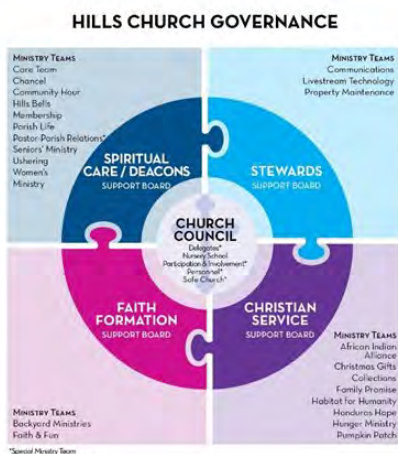 HILLS CHURCH GOVERNANCE
MINISTRY TEAMS
Care Team
Chancel
Community Hour
Hills Bells
Membership
Parish Life
Pastor-Parish Relations*
Seniors' Ministry
Ushering
Women's
Ministry
MINISTRY TEAMS
Communications
Livestream Technology
Property Maintenance
SPIRITUAL
CARE / DEACONS
SUPPORT BOARD
STEWARDS
SUPPORT BOARD
CHURCH
COUNCIL
Delegates*
Nursery School
Participation & Involvement*
Personnel*
Safe Church*
FAITH
FORMATION
SUPPORT BOARD
CHRISTIAN
SERVICE
SUPPORT BOARD
MINISTRY TEAMS
Backyard Ministries
Faith & Fun
MINISTRY TEAMS
African Indian
Alliance
Christmas Gifts
Collections
Family Promise
Habitat for Humanity
Honduras Hope
Hunger Ministry
Pumpkin Patch
*Special Ministry Team